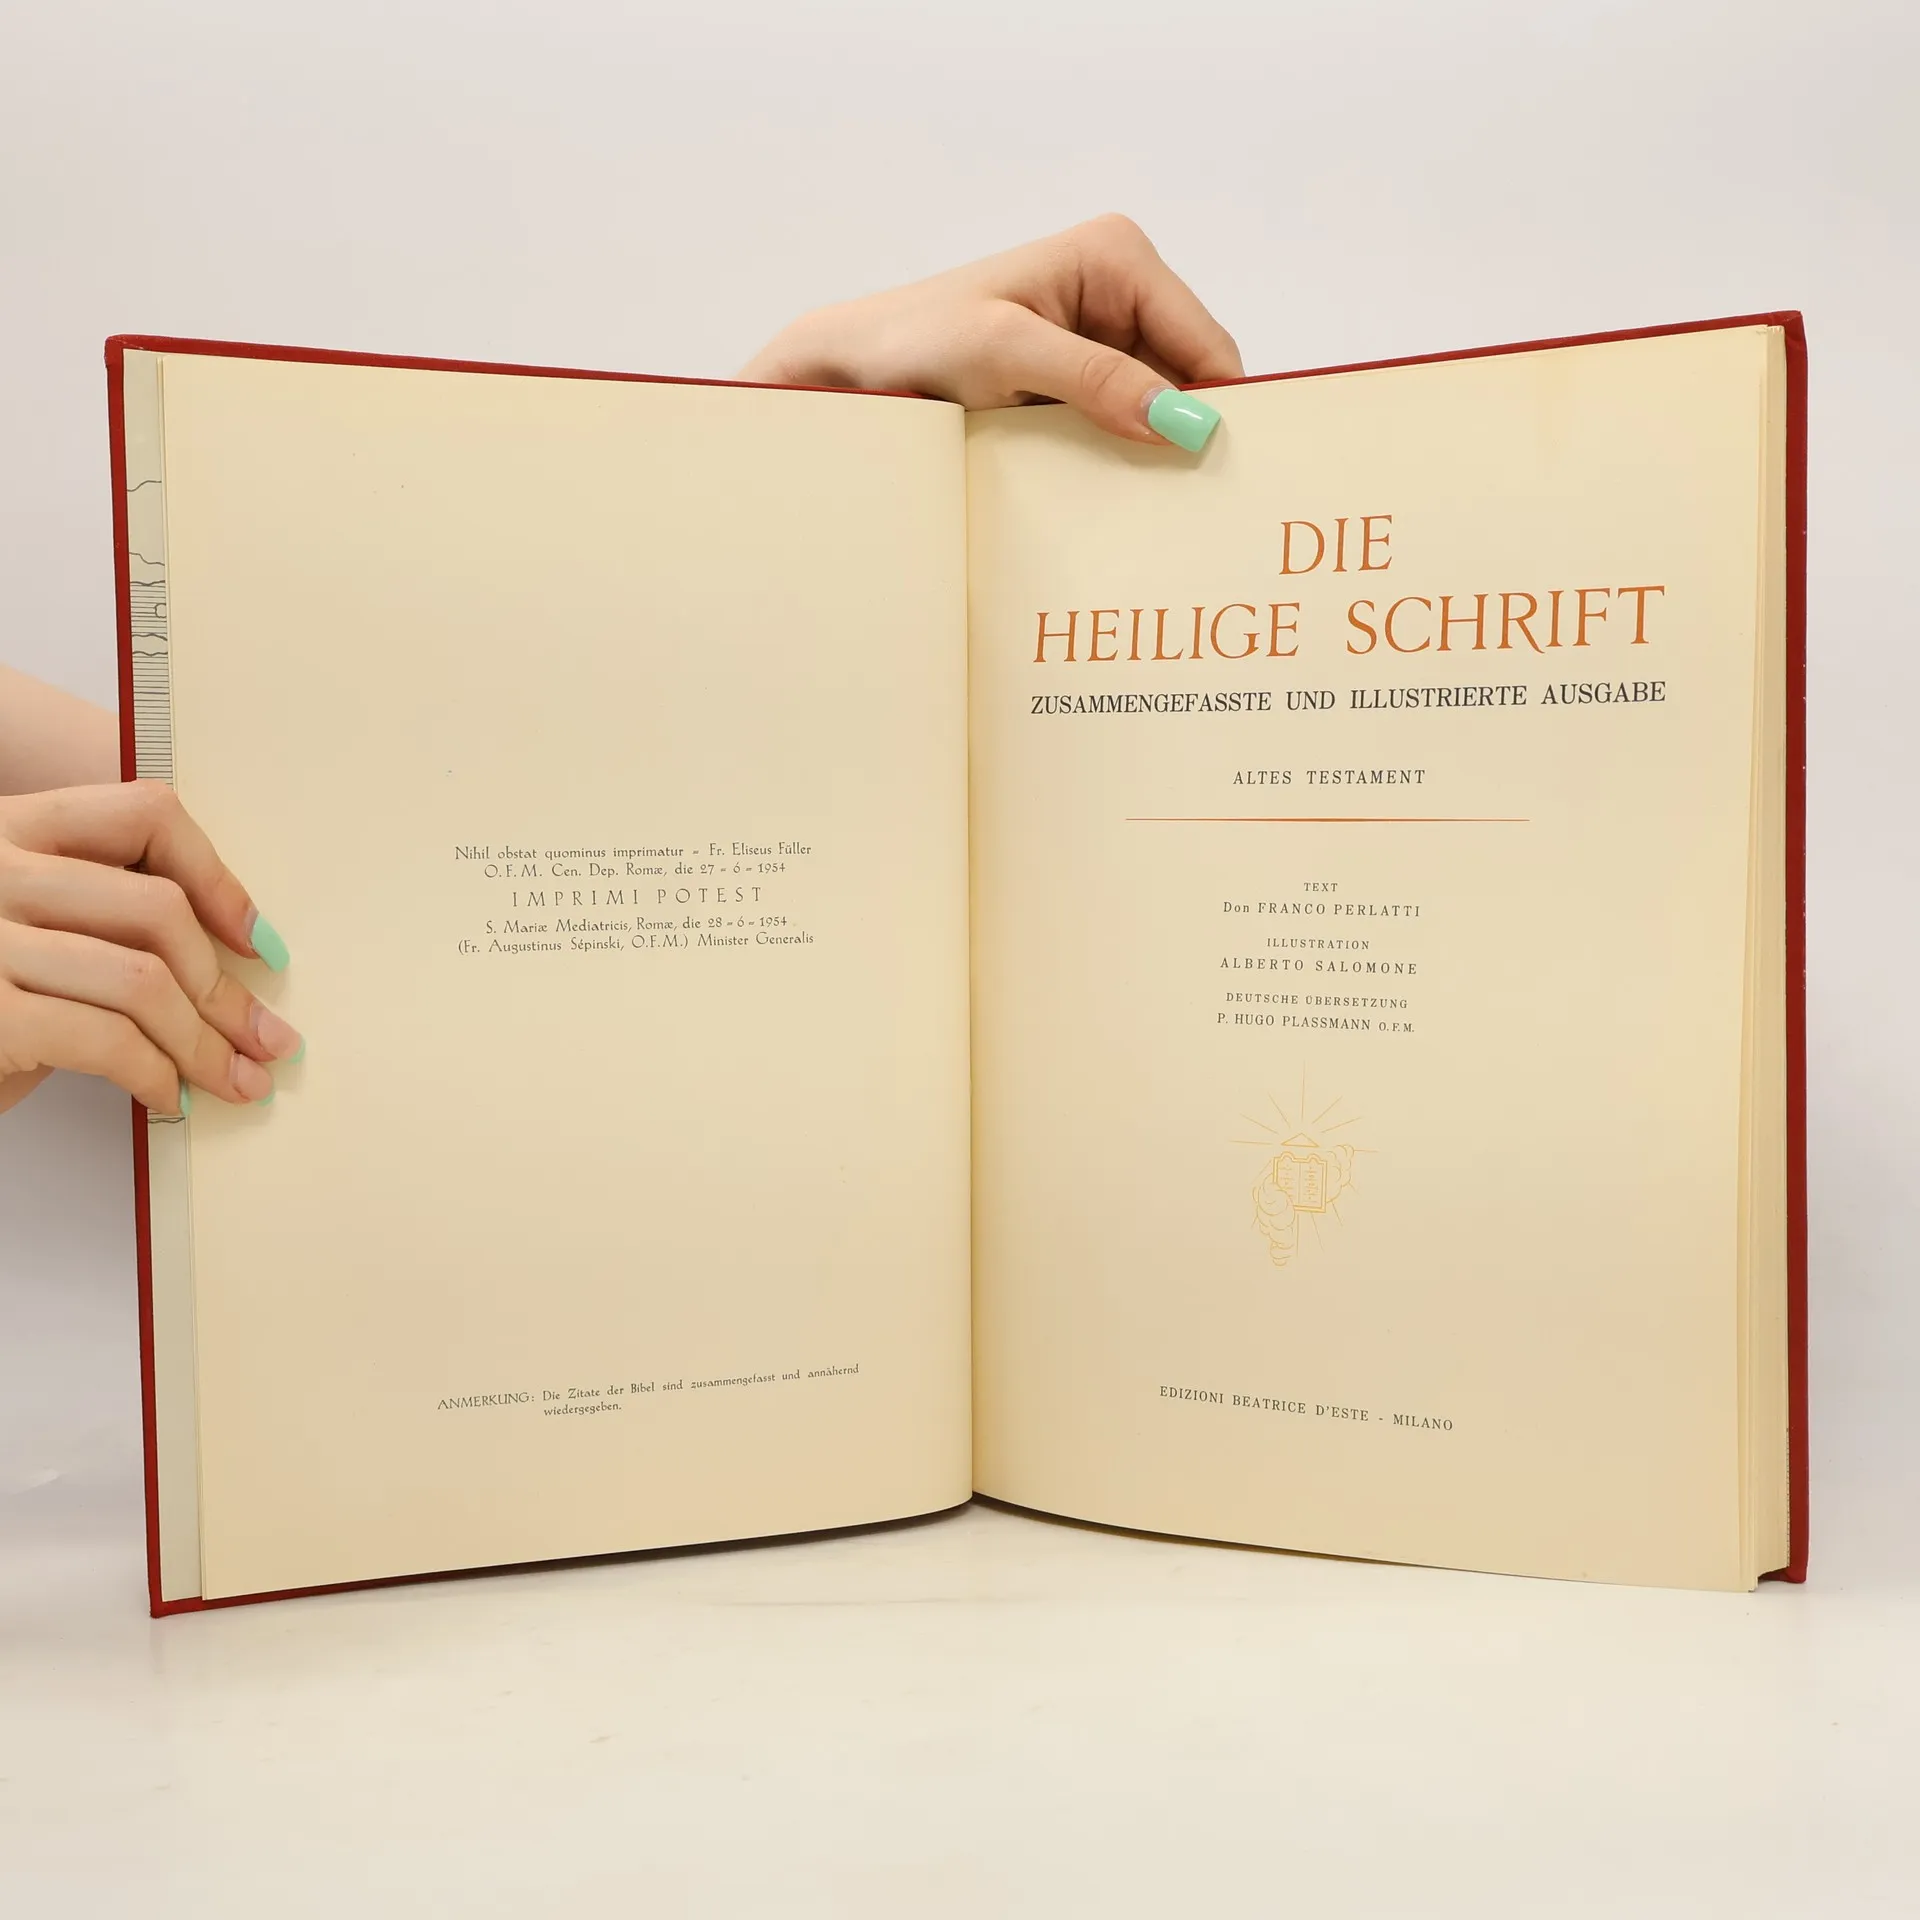 Nihil obstat quominus imprimatur - Fr. Eliseus Füller
O.F.M. Cen. Dep. Romæ, die 27 - 6 - 1954
IMPRIMI POTEST
S. Mariæ Mediatricis, Romæ, die 28 - 6 - 1954
(Fr. Augustinus Sépinski, O.F.M.) Minister Generalis
ANMERKUNG: Die Zitate der Bibel sind zusammengefasst und annähernd
wiedergegeben.
DIE
HEILIGE SCHRIFT
ZUSAMMENGEFASSTE UND ILLUSTRIERTE AUSGABE
ALTES TESTAMENT
TEXT
Don FRANCO PERLATTI
ILLUSTRATION
ALBERTO SALOMONE
DEUTSCHE ÜBERSETZUNG
P. HUGO PLASSMANN O.F.M.
EDIZIONI BEATRICE D'ESTE - MILANO